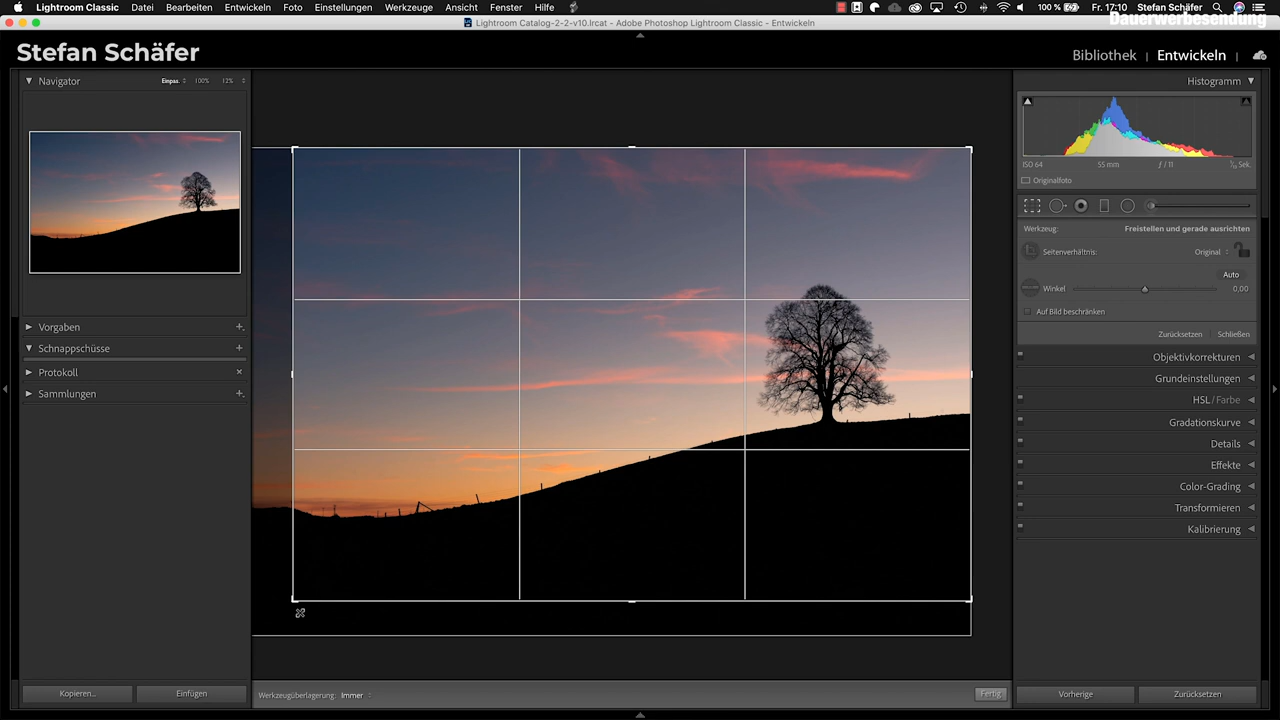 Lightroom Classic Datei Bearbeiten Entwickeln Foto Einstellungen Werkzeuge Ansicht Fenster Hilfe 100 % Fr. 17:10 Stefan Schäfer
Lightroom Catalog-2-2-v10.lrcat - Adobe Photoshop Lightroom Classic - Entwickeln
Dauerwerbesendung
Stefan Schäfer
Bibliothek | Entwickeln |
Navigator Einpas. 100% 12%
Histogramm
ISO 64 55 mm ƒ / 11 Sek.
Originalfoto
Werkzeug: Freistellen und gerade ausrichten
Seitenverhältnis: Original
Auto
Winkel 0,00
Auf Bild beschränken
Zurücksetzen Schließen
Vorgaben
Schnappschüsse
Protokoll
Sammlungen
Objektivkorrekturen
Grundeinstellungen
HSL / Farbe
Gradationskurve
Details
Effekte
Color-Grading
Transformieren
Kalibrierung
Kopieren... Einfügen
Werkzeugüberlagerung: Immer
Fertig
Vorherige Zurücksetzen